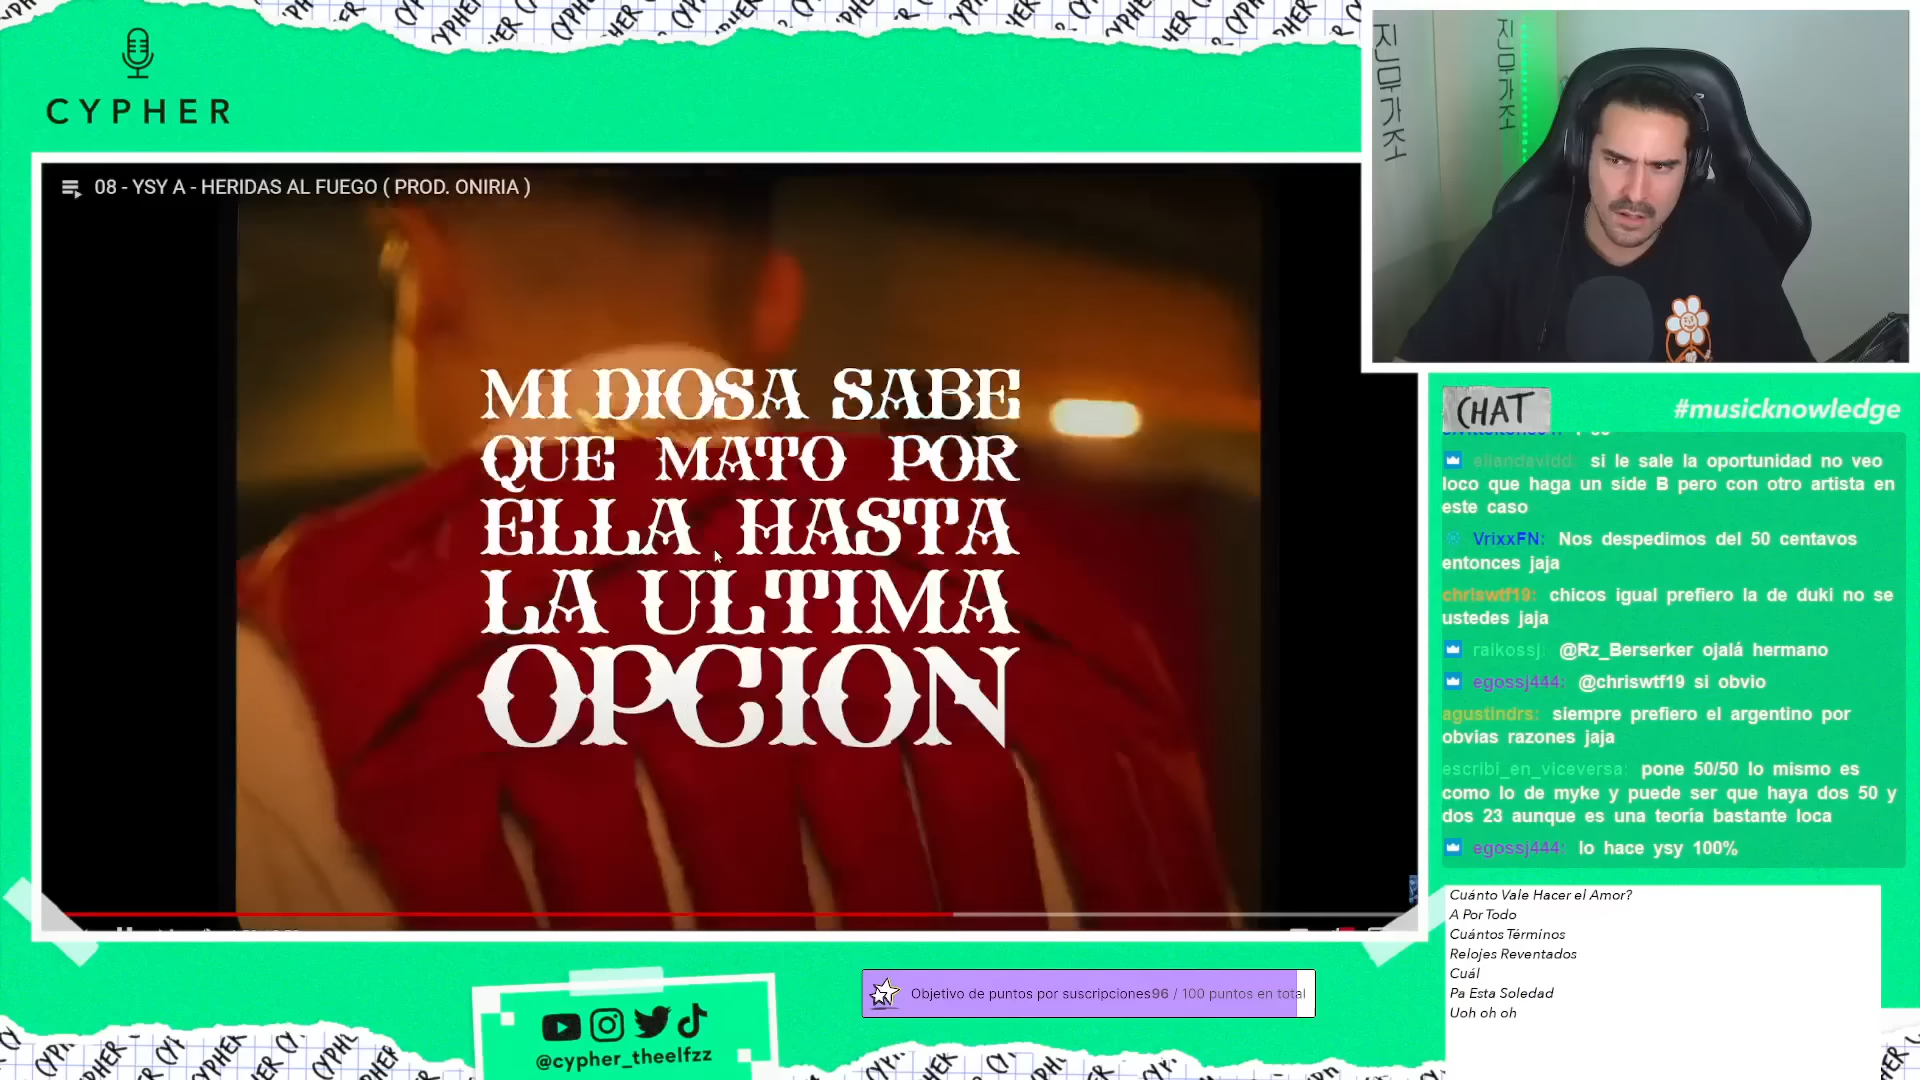 CYPHER
08 - YSY A - HERIDAS AL FUEGO ( PROD. ONIRIA )
MI DIOSA SABE
QUE MATO POR
ELLA HASTA
LA ULTIMA
OPCION
CHAT
#musicknowledge
eliandavidd: si le sale la oportunidad no veo
loco que haga un side B pero con otro artista en
este caso
VrixxFN: Nos despedimos del 50 centavos
entonces jaja
chriswtf19: chicos igual prefiero la de duki no se
ustedes jaja
raikossj: @Rz_Berserker ojalá hermano
egossj444: @chriswtf19 si obvio
agustindrs: siempre prefiero el argentino por
obvias razones jaja
escribi_en_viceversa: pone 50/50 lo mismo es
como lo de myke y puede ser que haya dos 50 y
dos 23 aunque es una teoría bastante loca
egossj444: lo hace ysy 100%
Cuánto Vale Hacer el Amor?
A Por Todo
Cuántos Términos
Relojes Reventados
Cuál
Pa Esta Soledad
Uoh oh oh
Objetivo de puntos por suscripciones96 / 100 puntos en total
@cypher_theelfzz